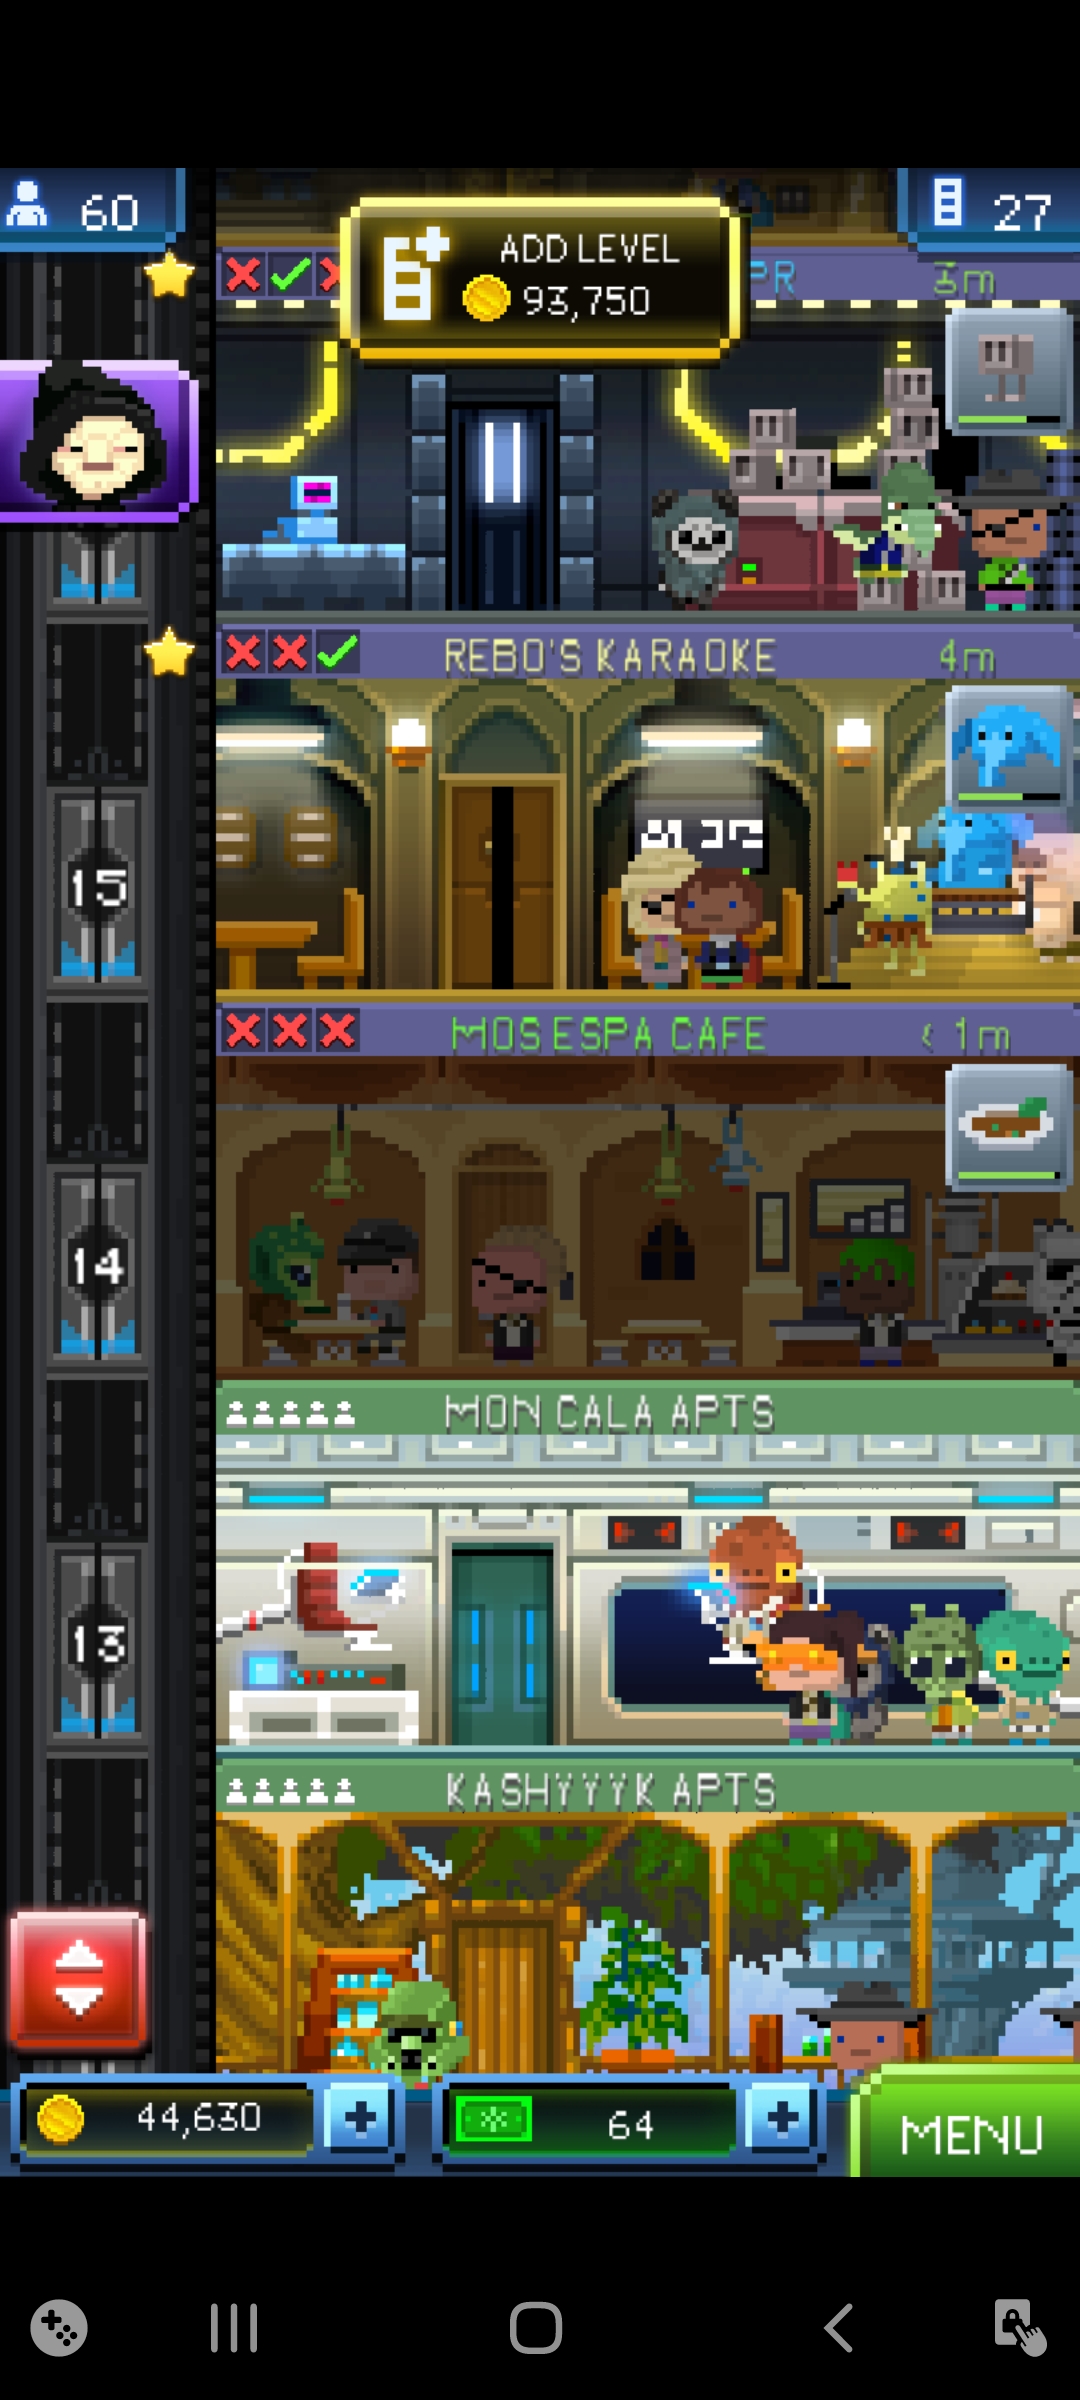 60
ADD LEVEL
93,750
27
PR
3m
REBO'S KARAOKE
4m
15
MOS ESPA CAFE
< 1m
14
MON CALA APTS
13
KASHYYYK APTS
44,630
64
MENU